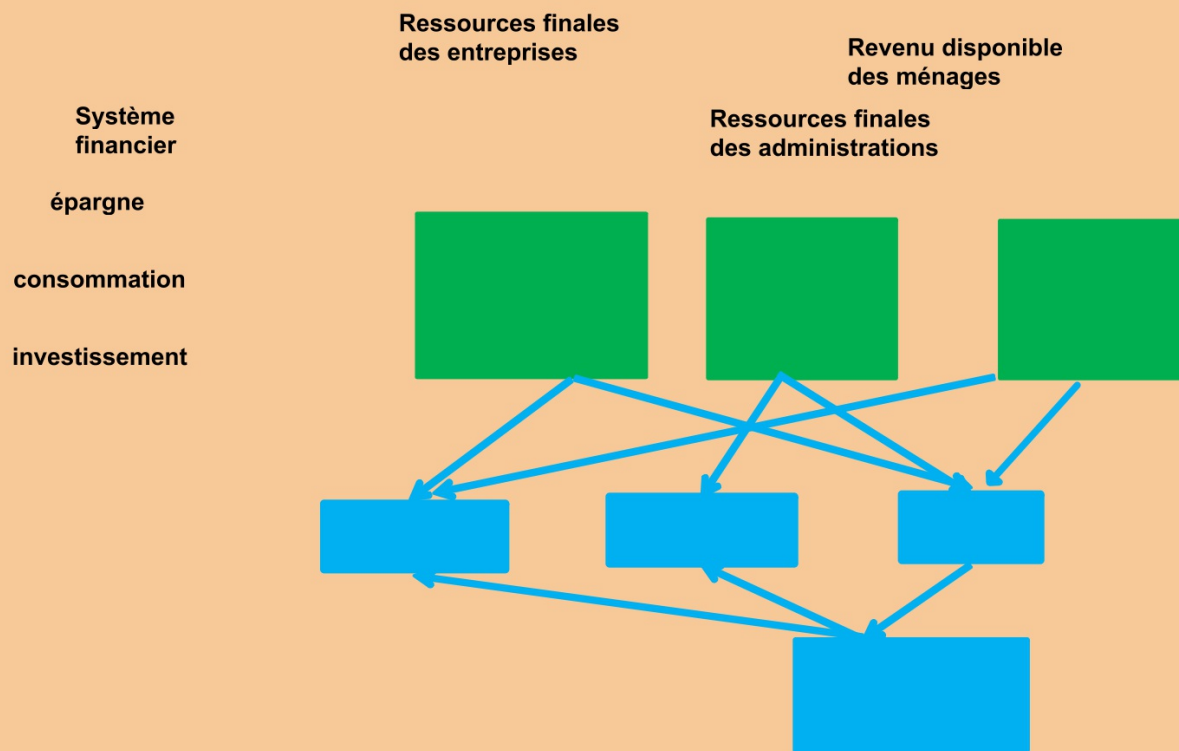 Ressources finales
des entreprises
Revenu disponible
des ménages
Système
financier
Ressources finales
des administrations
épargne
consommation
investissement